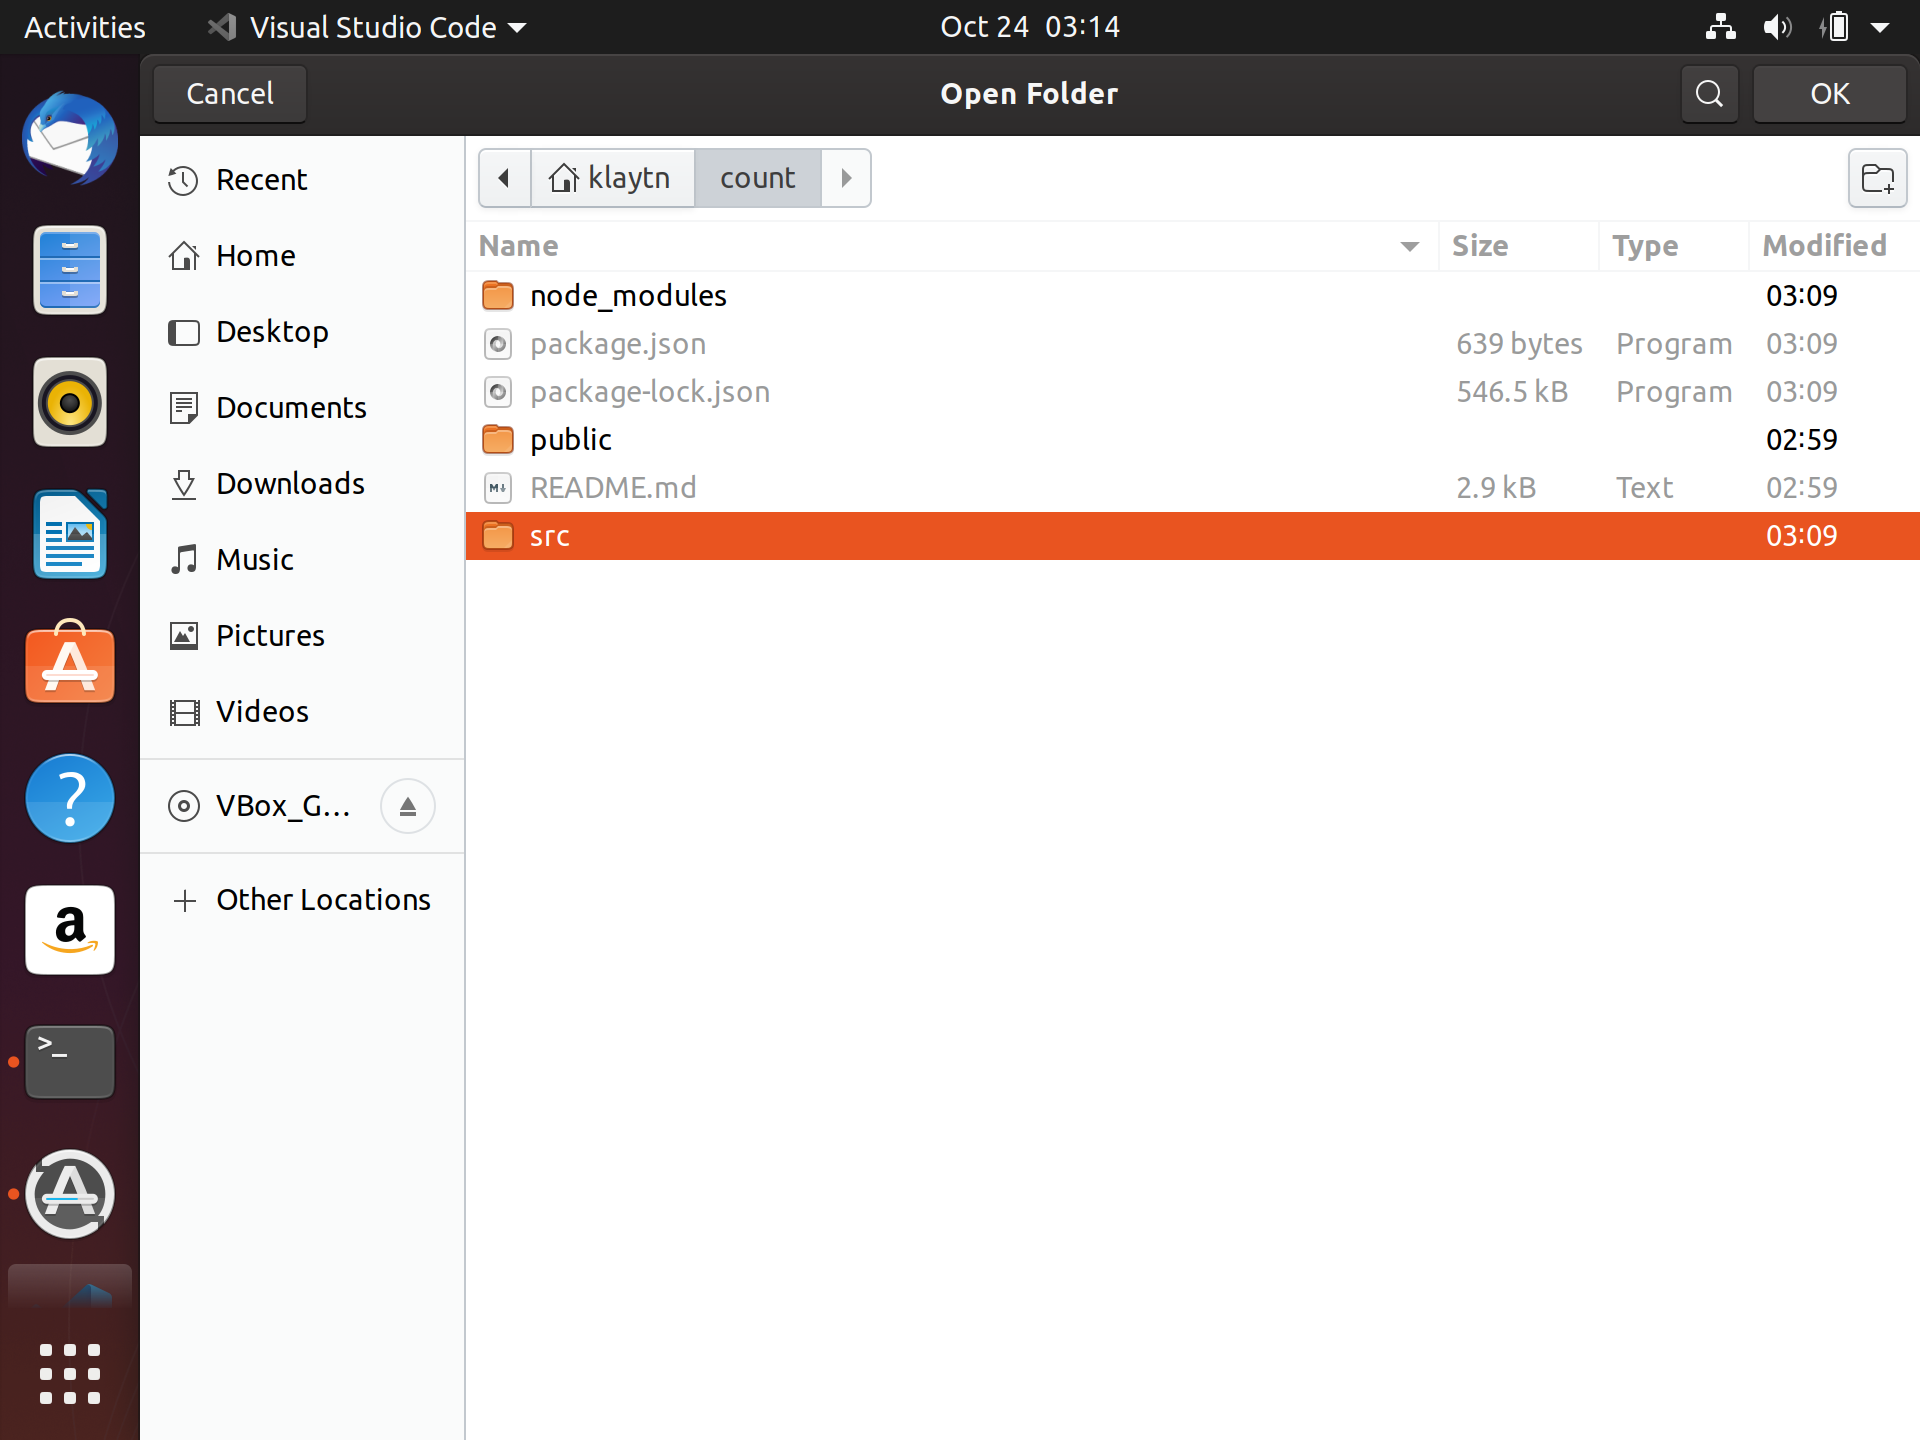 Activities Visual Studio Code Oct 24 03:14
Cancel Open Folder OK
Recent
Home
Desktop
Documents
Downloads
Music
Pictures
Videos
VBox_G...
Other Locations
klaytn count
Name Size Type Modified
node_modules 03:09
package.json 639 bytes Program 03:09
package-lock.json 546.5 kB Program 03:09
public 02:59
README.md 2.9 kB Text 02:59
src 03:09